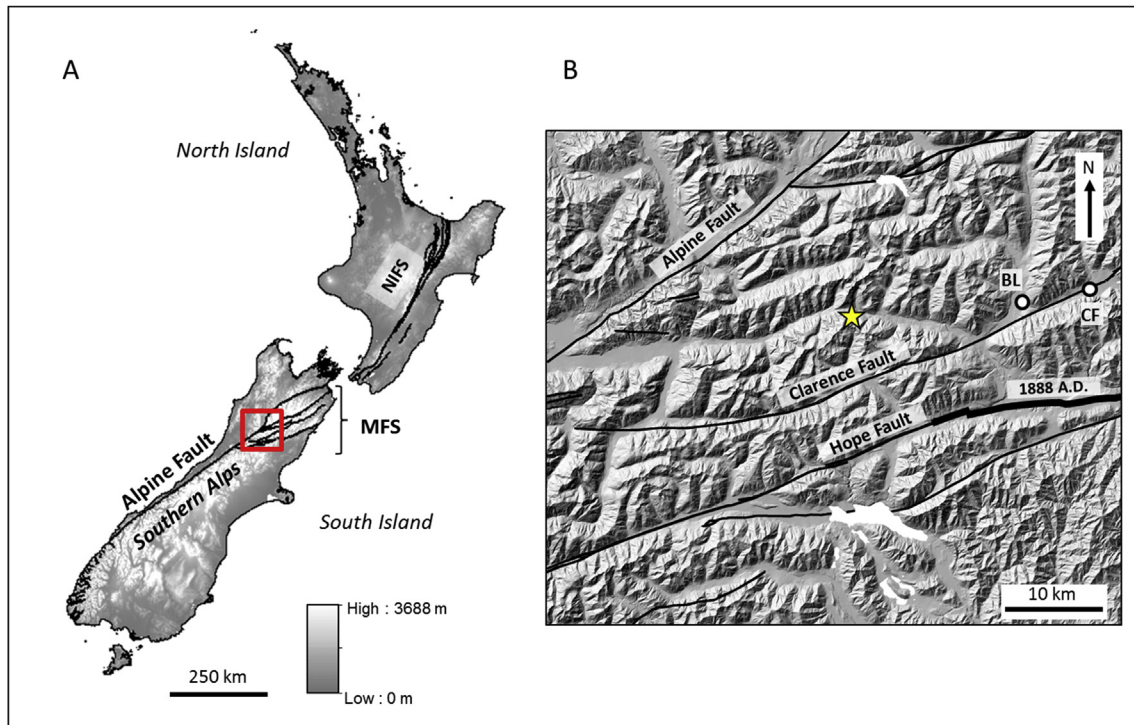 A
North Island
NIFS
MFS
Alpine Fault
Southern Alps
South Island
High : 3688 m
Low : 0 m
250 km
B
N
Alpine Fault
BL
CF
Clarence Fault
1888 A.D.
Hope Fault
10 km